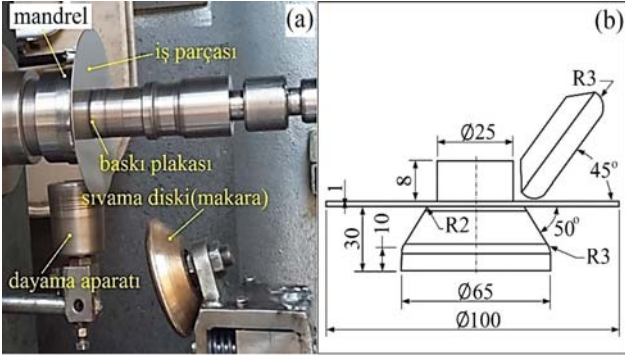 (a)
mandrel
iş parçası
baskı plakası
sıvama diski(makara)
dayama aparatı
(b)
R3
Ø25
8
45°
1
30
10
R2
50°
R3
Ø65
Ø100